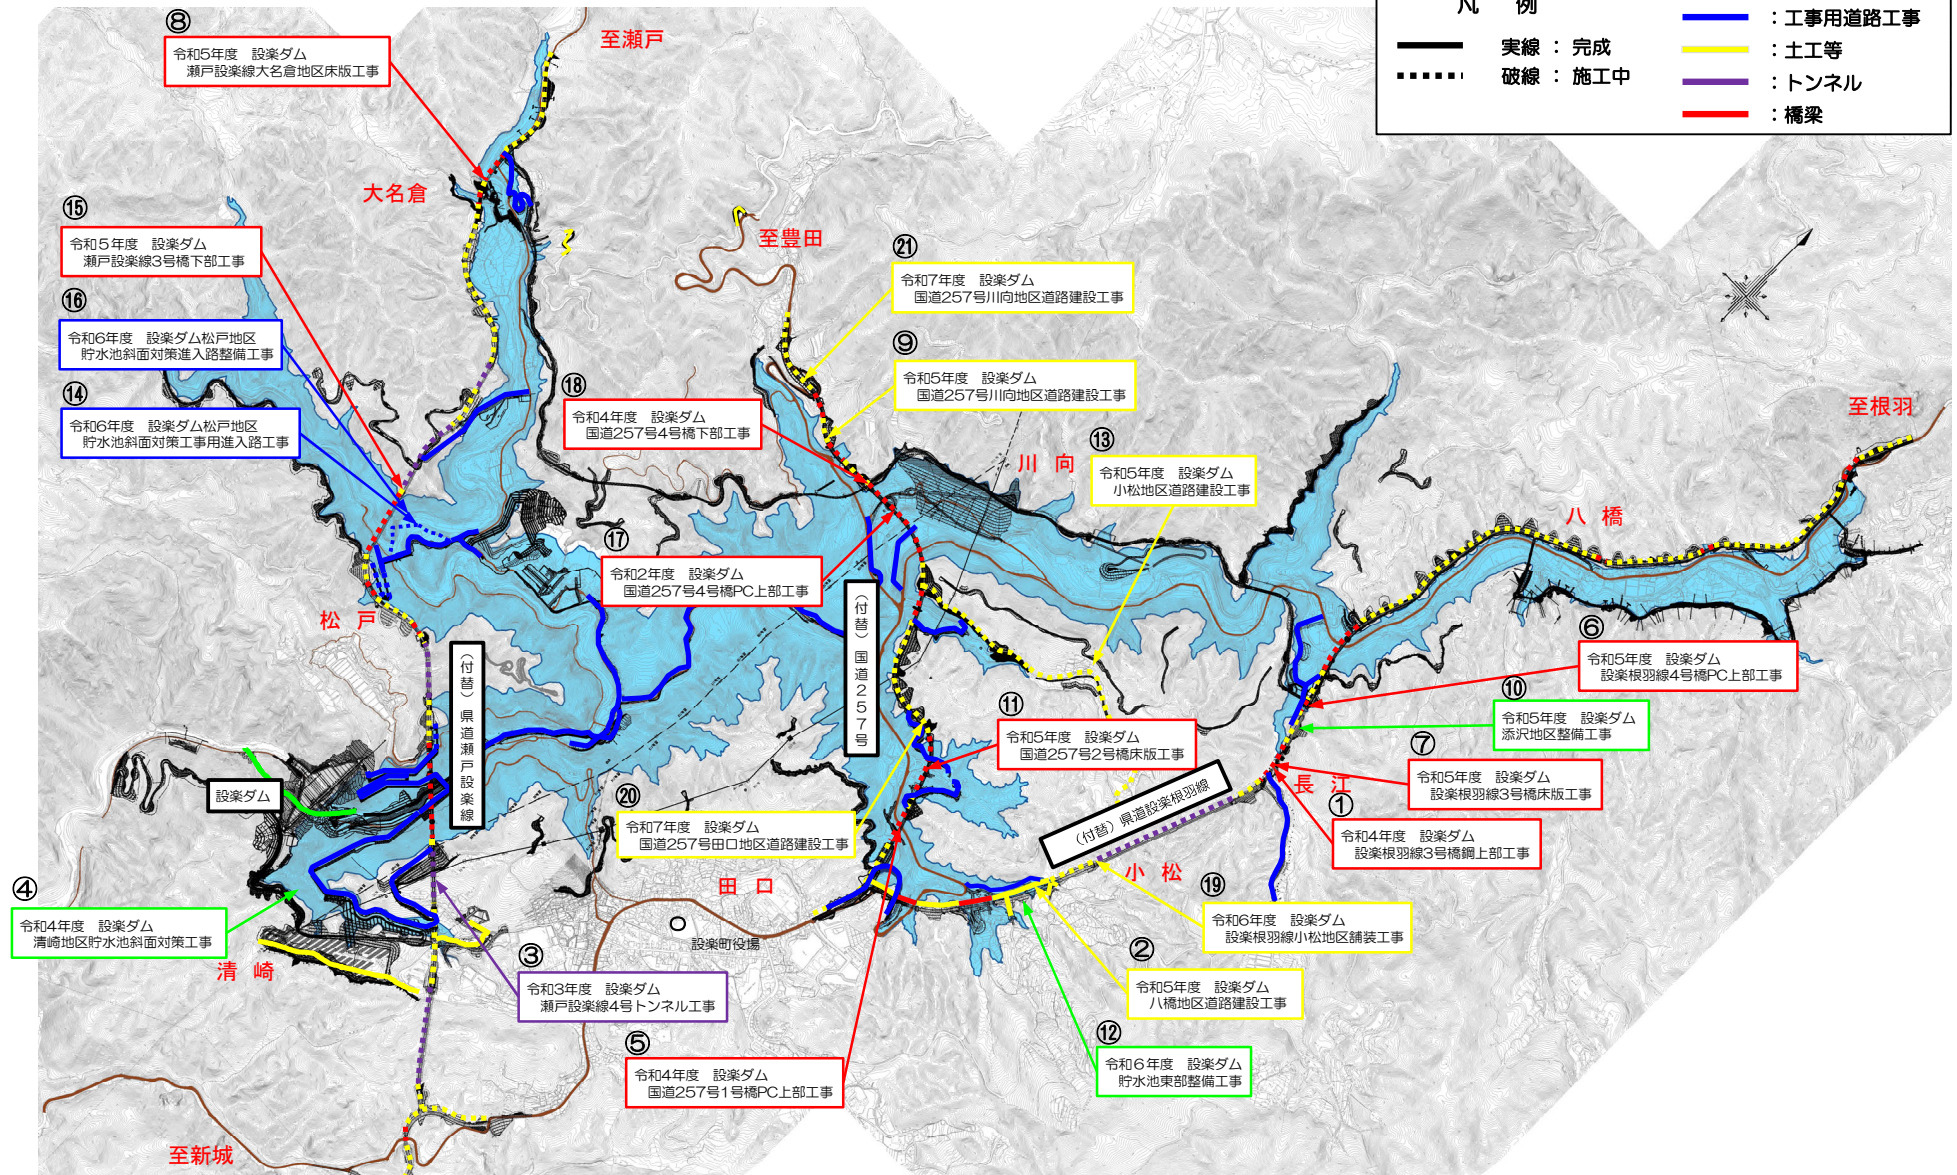 凡 例
実線 : 完成
破線 : 施工中
: 工事用道路工事
: 土工等
: トンネル
: 橋梁
⑧
令和5年度 設楽ダム
瀬戸設楽線大名倉地区床版工事
至瀬戸
大名倉
⑮
令和5年度 設楽ダム
瀬戸設楽線3号橋下部工事
⑯
令和6年度 設楽ダム松戸地区
貯水池斜面対策進入路整備工事
⑭
令和6年度 設楽ダム松戸地区
貯水池斜面対策工事用進入路工事
至豊田
㉑
令和7年度 設楽ダム
国道257号川向地区道路建設工事
⑨
令和5年度 設楽ダム
国道257号川向地区道路建設工事
⑱
令和4年度 設楽ダム
国道257号4号橋下部工事
川 向
⑬
令和5年度 設楽ダム
小松地区道路建設工事
至根羽
八 橋
⑰
令和2年度 設楽ダム
国道257号4号橋PC上部工事
松 戸
(付替)県道瀬戸設楽線
(付替)国道257号
⑥
令和5年度 設楽ダム
設楽根羽線4号橋PC上部工事
⑩
令和5年度 設楽ダム
添沢地区整備工事
⑪
令和5年度 設楽ダム
国道257号2号橋床版工事
⑦
令和5年度 設楽ダム
設楽根羽線3号橋床版工事
長 江
①
令和4年度 設楽ダム
設楽根羽線3号橋鋼上部工事
設楽ダム
⑳
令和7年度 設楽ダム
国道257号田口地区道路建設工事
(付替)県道設楽根羽線
小 松
④
令和4年度 設楽ダム
清崎地区貯水池斜面対策工事
清 崎
田 口
設楽町役場
⑲
令和6年度 設楽ダム
設楽根羽線小松地区舗装工事
③
令和3年度 設楽ダム
瀬戸設楽線4号トンネル工事
②
令和5年度 設楽ダム
八橋地区道路建設工事
⑤
令和4年度 設楽ダム
国道257号1号橋PC上部工事
⑫
令和6年度 設楽ダム
貯水池東部整備工事
至新城